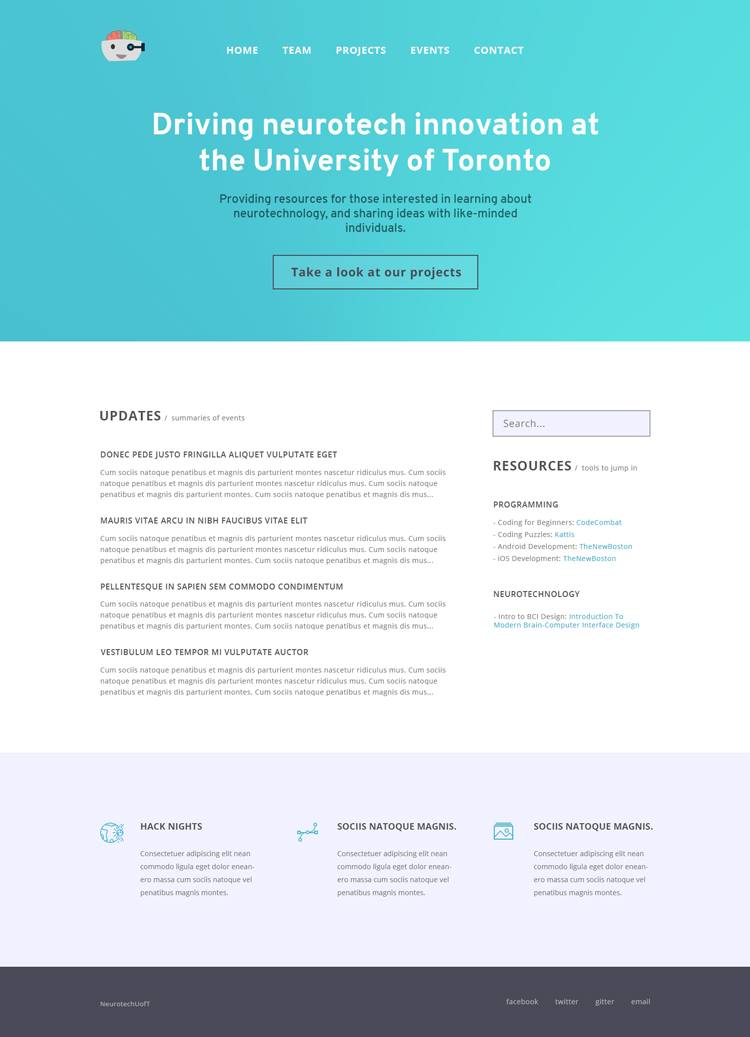 HOME TEAM PROJECTS EVENTS CONTACT
Driving neurotech innovation at
the University of Toronto
Providing resources for those interested in learning about
neurotechnology, and sharing ideas with like-minded
individuals.
Take a look at our projects
UPDATES / summaries of events
DONEC PEDE JUSTO FRINGILLA ALIQUET VULPUTATE EGET
Cum sociis natoque penatibus et magnis dis parturient montes nascetur ridiculus mus. Cum sociis
natoque penatibus et magnis dis parturient montes nascetur ridiculus mus. Cum sociis natoque
penatibus et magnis dis parturient montes. Cum sociis natoque penatibus et magnis dis mus...
MAURIS VITAE ARCU IN NIBH FAUCIBUS VITAE ELIT
Cum sociis natoque penatibus et magnis dis parturient montes nascetur ridiculus mus. Cum sociis
natoque penatibus et magnis dis parturient montes nascetur ridiculus mus. Cum sociis natoque
penatibus et magnis dis parturient montes. Cum sociis natoque penatibus et magnis dis mus...
PELLENTESQUE IN SAPIEN SEM COMMODO CONDIMENTUM
Cum sociis natoque penatibus et magnis dis parturient montes nascetur ridiculus mus. Cum sociis
natoque penatibus et magnis dis parturient montes nascetur ridiculus mus. Cum sociis natoque
penatibus et magnis dis parturient montes. Cum sociis natoque penatibus et magnis dis mus...
VESTIBULUM LEO TEMPOR MI VULPUTATE AUCTOR
Cum sociis natoque penatibus et magnis dis parturient montes nascetur ridiculus mus. Cum sociis
natoque penatibus et magnis dis parturient montes nascetur ridiculus mus. Cum sociis natoque
penatibus et magnis dis parturient montes. Cum sociis natoque penatibus et magnis dis mus...
Search...
RESOURCES / tools to jump in
PROGRAMMING
- Coding for Beginners: CodeCombat
- Coding Puzzles: Kattis
- Android Development: TheNewBoston
- iOS Development: TheNewBoston
NEUROTECHNOLOGY
- Intro to BCI Design: Introduction To
Modern Brain-Computer Interface Design
HACK NIGHTS
Consectetuer adipiscing elit nean
commodo ligula eget dolor enean-
ero massa cum sociis natoque vel
penatibus magnis montes.
SOCIIS NATOQUE MAGNIS.
Consectetuer adipiscing elit nean
commodo ligula eget dolor enean-
ero massa cum sociis natoque vel
penatibus magnis montes.
SOCIIS NATOQUE MAGNIS.
Consectetuer adipiscing elit nean
commodo ligula eget dolor enean-
ero massa cum sociis natoque vel
penatibus magnis montes.
NeurotechUofT
facebook twitter gitter email